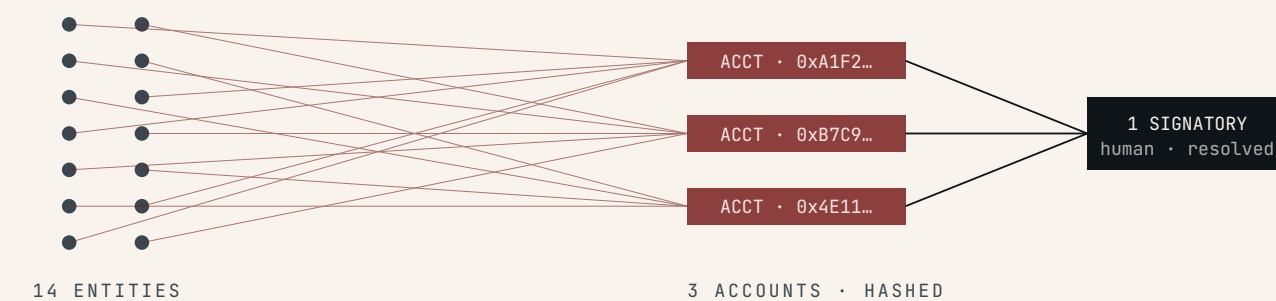 ACCT · 0xA1F2…
ACCT · 0xB7C9…
ACCT · 0x4E11…
1 SIGNATORY
human · resolved
14 ENTITIES
3 ACCOUNTS · HASHED